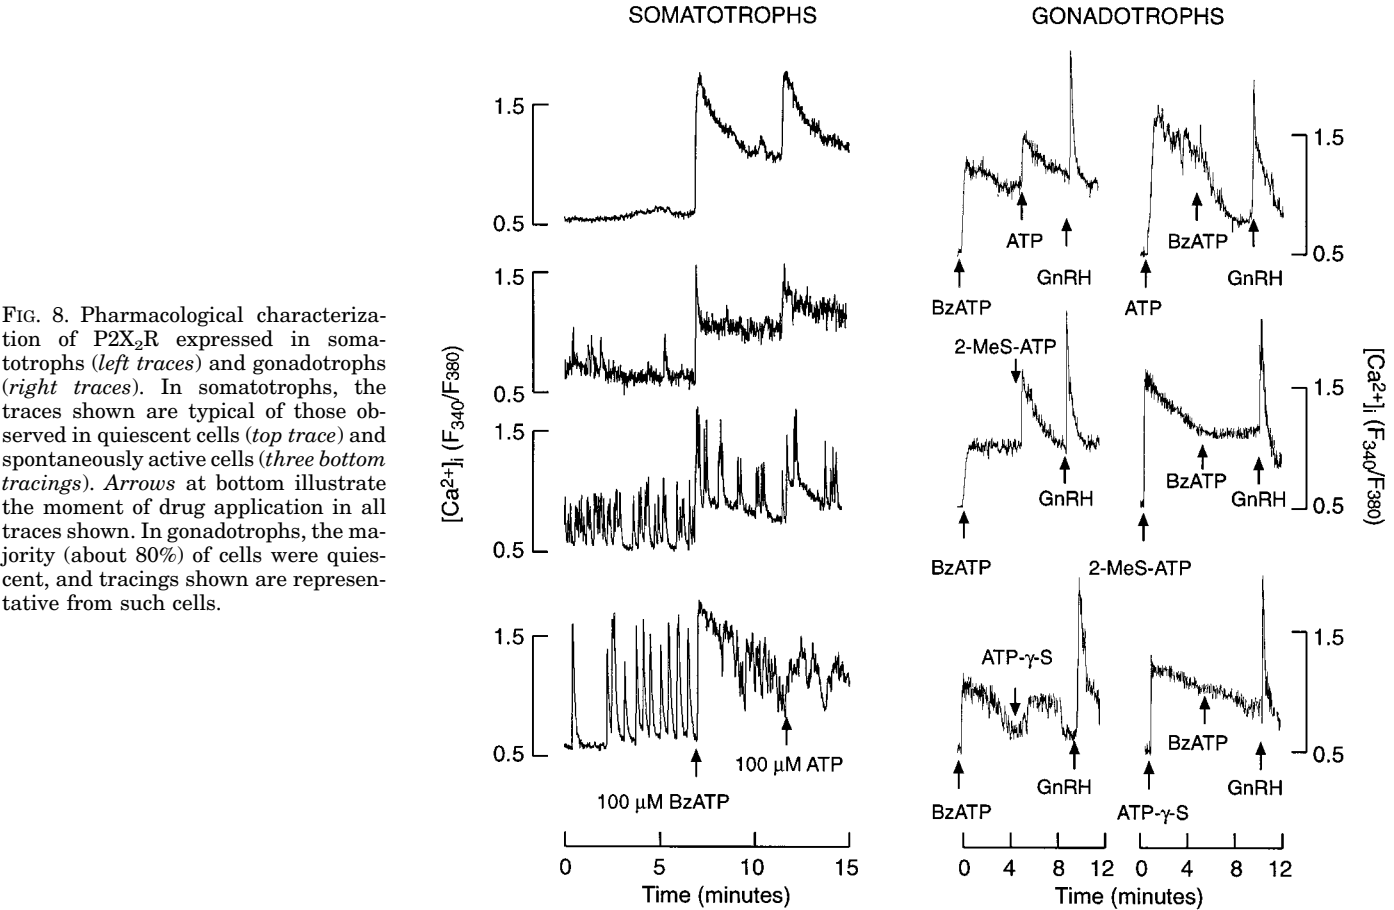 FIG. 8. Pharmacological characteriza-
tion of P2X₂R expressed in soma-
totrophs (left traces) and gonadotrophs
(right traces). In somatotrophs, the
traces shown are typical of those ob-
served in quiescent cells (top trace) and
spontaneously active cells (three bottom
tracings). Arrows at bottom illustrate
the moment of drug application in all
traces shown. In gonadotrophs, the ma-
jority (about 80%) of cells were quies-
cent, and tracings shown are represen-
tative from such cells.
SOMATOTROPHS
[Ca²⁺]ᵢ (F₃₄₀/F₃₈₀)
1.5
0.5
1.5
0.5
1.5
0.5
1.5
0.5
100 µM ATP
100 µM BzATP
0 5 10 15
Time (minutes)
GONADOTROPHS
1.5
ATP
BzATP
0.5
GnRH
GnRH
BzATP
ATP
2-MeS-ATP
1.5
BzATP
GnRH
GnRH
0.5
BzATP
2-MeS-ATP
1.5
ATP-γ-S
BzATP
0.5
GnRH
GnRH
BzATP
ATP-γ-S
0 4 8 12
0 4 8 12
Time (minutes)
[Ca²⁺]ᵢ (F₃₄₀/F₃₈₀)